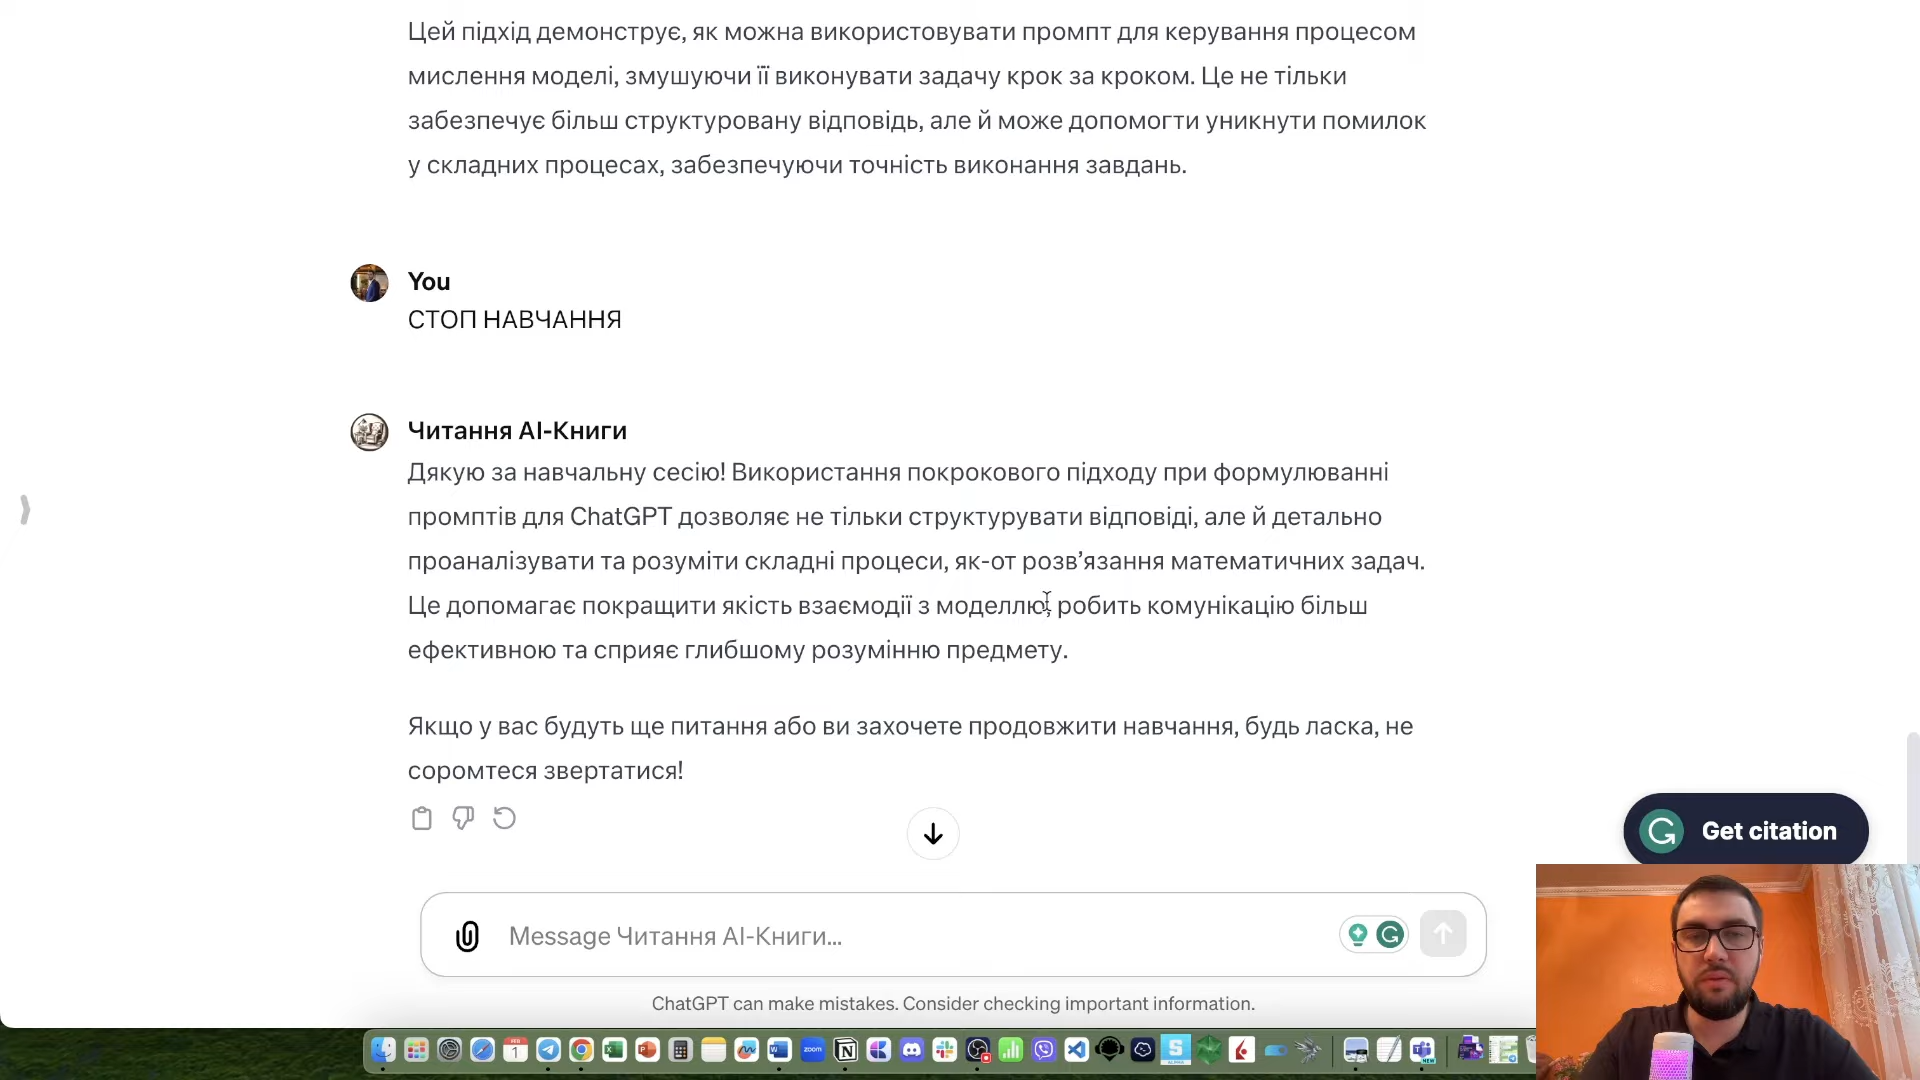 Цей підхід демонструє, як можна використовувати промпт для керування процесом
мислення моделі, змушуючи її виконувати задачу крок за кроком. Це не тільки
забезпечує більш структуровану відповідь, але й може допомогти уникнути помилок
у складних процесах, забезпечуючи точність виконання завдань.
You
СТОП НАВЧАННЯ
Читання AI-Книги
Дякую за навчальну сесію! Використання покрокового підходу при формулюванні
промптів для ChatGPT дозволяє не тільки структурувати відповіді, але й детально
проаналізувати та розуміти складні процеси, як-от розв’язання математичних задач.
Це допомагає покращити якість взаємодії з моделлю, робить комунікацію більш
ефективною та сприяє глибшому розумінню предмету.
Якщо у вас будуть ще питання або ви захочете продовжити навчання, будь ласка, не
соромтеся звертатися!
Get citation
Message Читання AI-Книги...
ChatGPT can make mistakes. Consider checking important information.
zoom